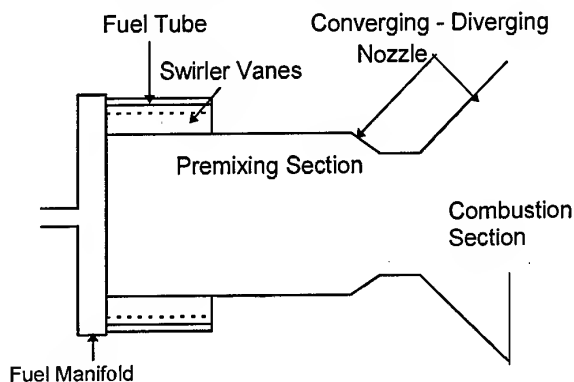 Fuel Tube
Converging - Diverging
Nozzle
Swirler Vanes
Premixing Section
Combustion
Section
Fuel Manifold